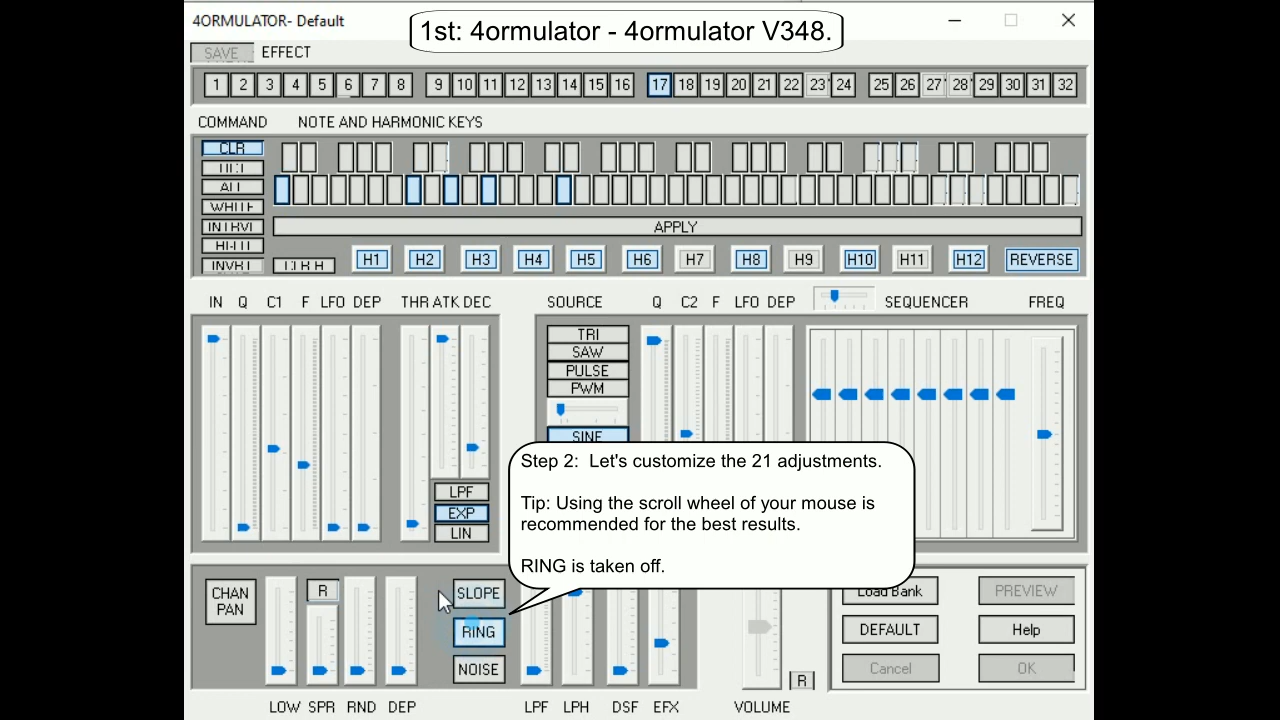 4ORMULATOR- Default
1st: 4ormulator - 4ormulator V348.
SAVE EFFECT
1 2 3 4 5 6 7 8 9 10 11 12 13 14 15 16 17 18 19 20 21 22 23 24 25 26 27 28 29 30 31 32
COMMAND NOTE AND HARMONIC KEYS
CLR
ALL
WHITE
INTRVL
APPLY
INVRT H1 H2 H3 H4 H5 H6 H7 H8 H9 H10 H11 H12 REVERSE
IN Q C1 F LFO DEP THR ATK DEC SOURCE Q C2 F LFO DEP SEQUENCER FREQ
TRI
SAW
PULSE
PWM
SINE
LPF
EXP
LIN
Step 2: Let's customize the 21 adjustments.
Tip: Using the scroll wheel of your mouse is
recommended for the best results.
RING is taken off.
CHAN
PAN
R
SLOPE
RING
NOISE
Load Bank PREVIEW
DEFAULT Help
Cancel OK
R
LOW SPR RND DEP LPF LPH DSF EFX VOLUME